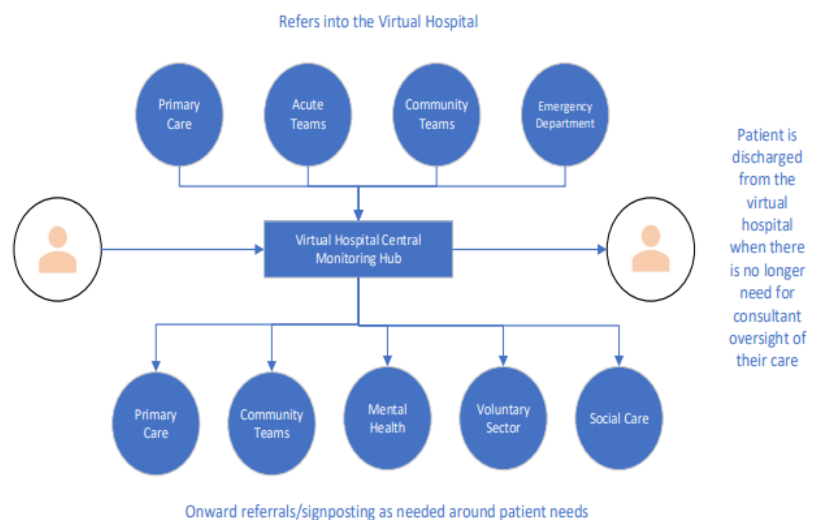 Refers into the Virtual Hospital
Primary
Care
Acute
Teams
Community
Teams
Emergency
Department
Virtual Hospital Central
Monitoring Hub
Patient is
discharged
from the
virtual
hospital
when there
is no longer
need for
consultant
oversight of
their care
Primary
Care
Community
Teams
Mental
Health
Voluntary
Sector
Social Care
Onward referrals/signposting as needed around patient needs